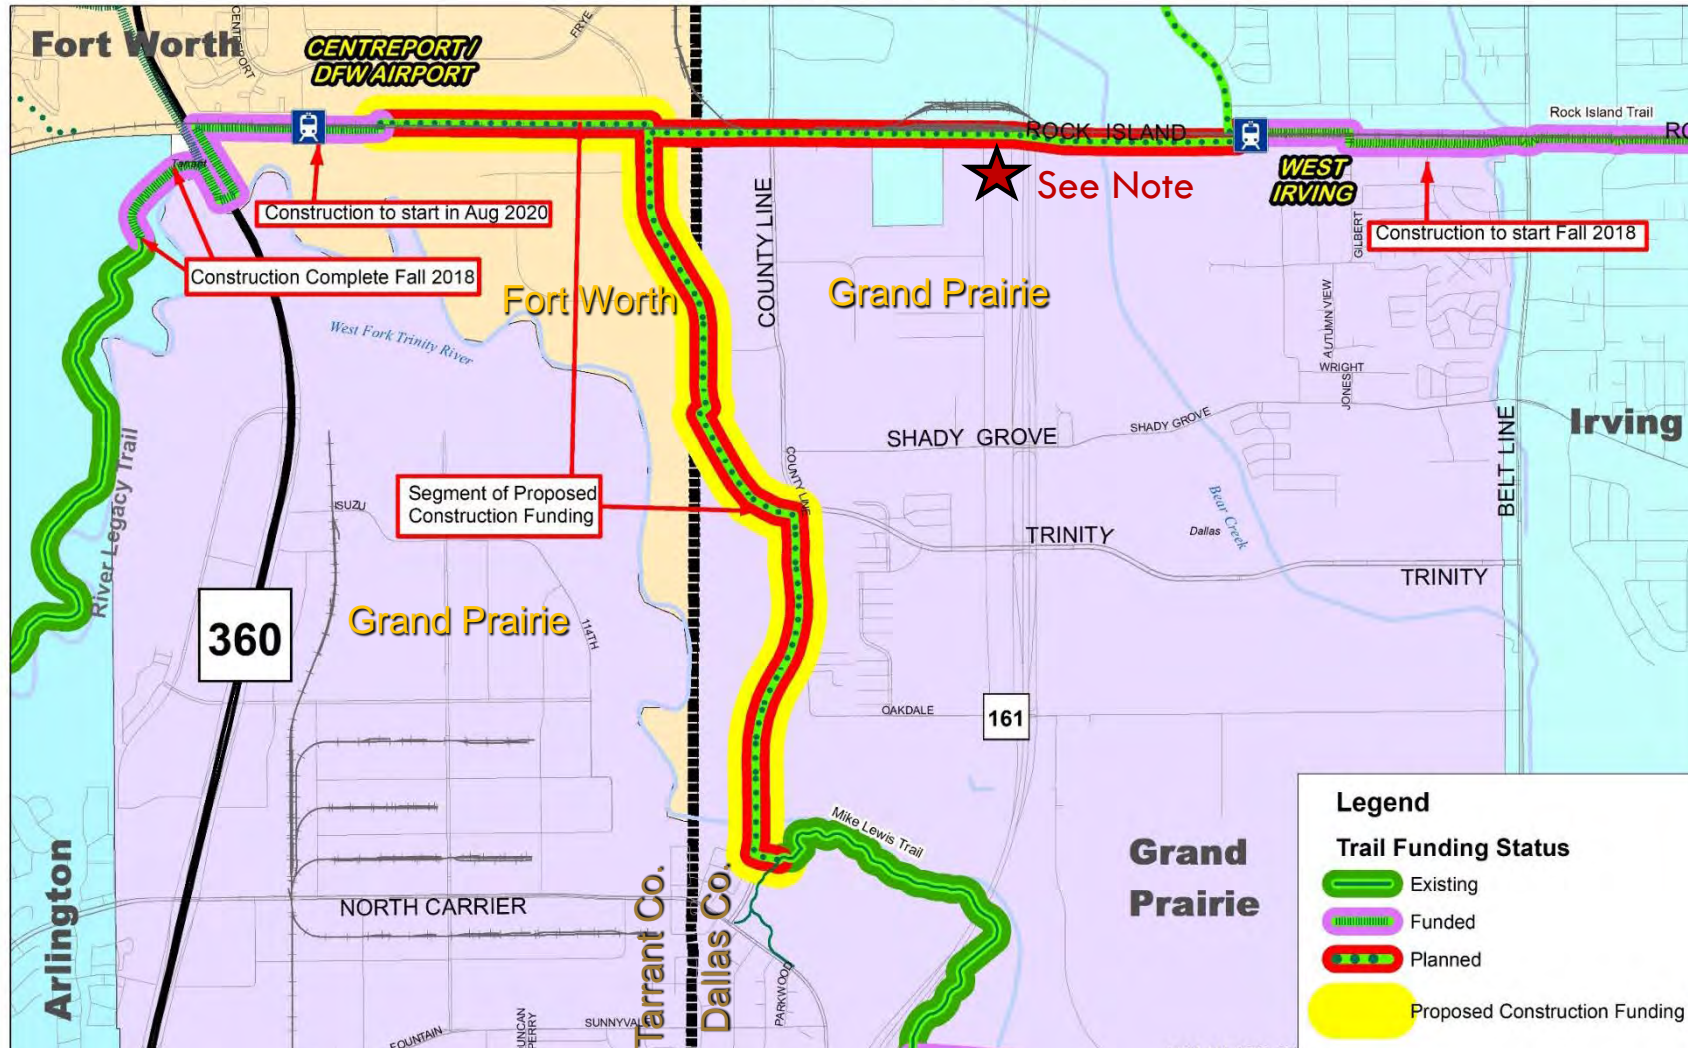 Fort Worth
CENTREPORT
FRYE
CENTREPORT/
DFW AIRPORT
Rock Island Trail
ROCK ISLAND
RO
Tarrant
See Note
WEST
IRVING
Construction to start in Aug 2020
Construction to start Fall 2018
Construction Complete Fall 2018
COUNTY LINE
GILBERT
Fort Worth
Grand Prairie
West Fork Trinity River
AUTUMN VIEW
WRIGHT
JONES
SHADY GROVE
SHADY GROVE
Irving
BELT LINE
River Legacy Trail
COUNTY LINE
Segment of Proposed
Construction Funding
ISUZU
Bear Creek
TRINITY
Dallas
TRINITY
360
Grand Prairie
114TH
OAKDALE
161
Mike Lewis Trail
Grand
Prairie
Arlington
NORTH CARRIER
Tarrant Co.
Dallas Co.
PARKWOOD
SUNNYVALE
FOUNTAIN
DUNCAN
PERRY
Legend
Trail Funding Status
Existing
Funded
Planned
Proposed Construction Funding